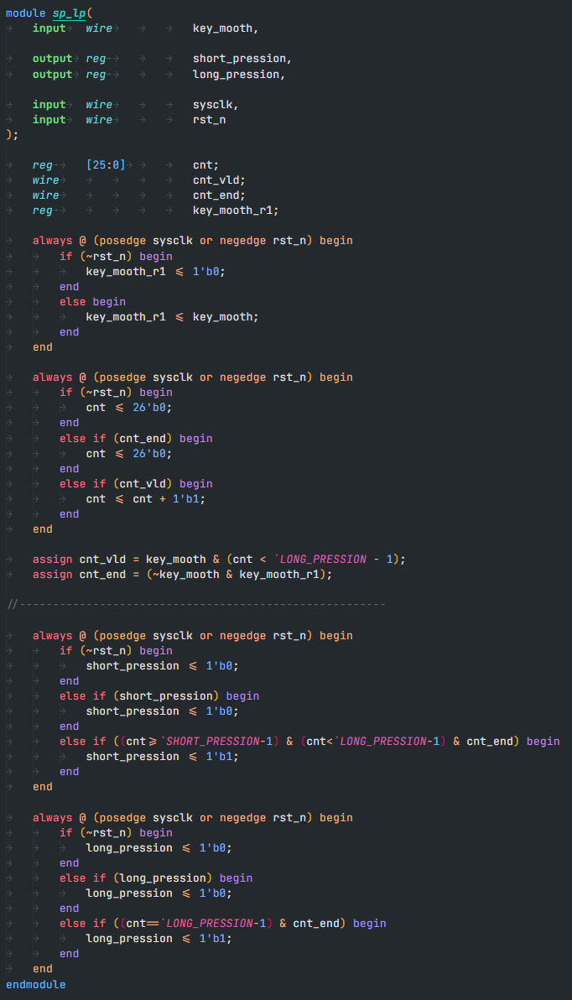 module sp_lp(
input wire key_mooth,
output reg short_pression,
output reg long_pression,
input wire sysclk,
input wire rst_n
);
reg [25:0] cnt;
wire cnt_vld;
wire cnt_end;
reg key_mooth_r1;
always @ (posedge sysclk or negedge rst_n) begin
if (~rst_n) begin
key_mooth_r1 <= 1'b0;
end
else begin
key_mooth_r1 <= key_mooth;
end
end
always @ (posedge sysclk or negedge rst_n) begin
if (~rst_n) begin
cnt <= 26'b0;
end
else if (cnt_end) begin
cnt <= 26'b0;
end
else if (cnt_vld) begin
cnt <= cnt + 1'b1;
end
end
assign cnt_vld = key_mooth & (cnt < `LONG_PRESSION - 1);
assign cnt_end = (~key_mooth & key_mooth_r1);
//-------------------------------------------------------
always @ (posedge sysclk or negedge rst_n) begin
if (~rst_n) begin
short_pression <= 1'b0;
end
else if (short_pression) begin
short_pression <= 1'b0;
end
else if ((cnt>=`SHORT_PRESSION-1) & (cnt<`LONG_PRESSION-1) & cnt_end) begin
short_pression <= 1'b1;
end
end
always @ (posedge sysclk or negedge rst_n) begin
if (~rst_n) begin
long_pression <= 1'b0;
end
else if (long_pression) begin
long_pression <= 1'b0;
end
else if ((cnt==`LONG_PRESSION-1) & cnt_end) begin
long_pression <= 1'b1;
end
end
endmodule